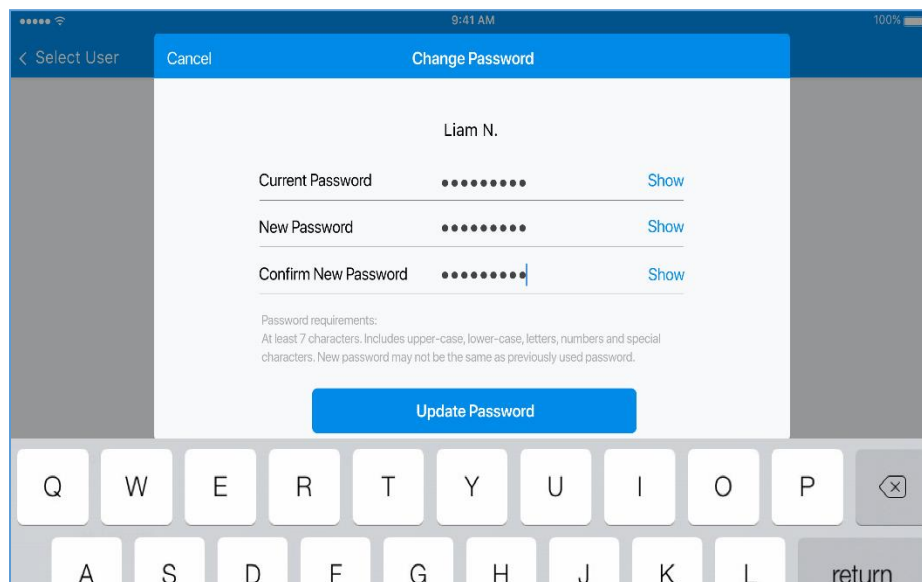 9:41 AM 100%
Select User Cancel Change Password
Liam N.
Current Password ••••••••• Show
New Password ••••••••• Show
Confirm New Password ••••••••• Show
Password requirements:
At least 7 characters. Includes upper-case, lower-case, letters, numbers and special
characters. New password may not be the same as previously used password.
Update Password
Q W E R T Y U I O P
A S D F G H J K L return